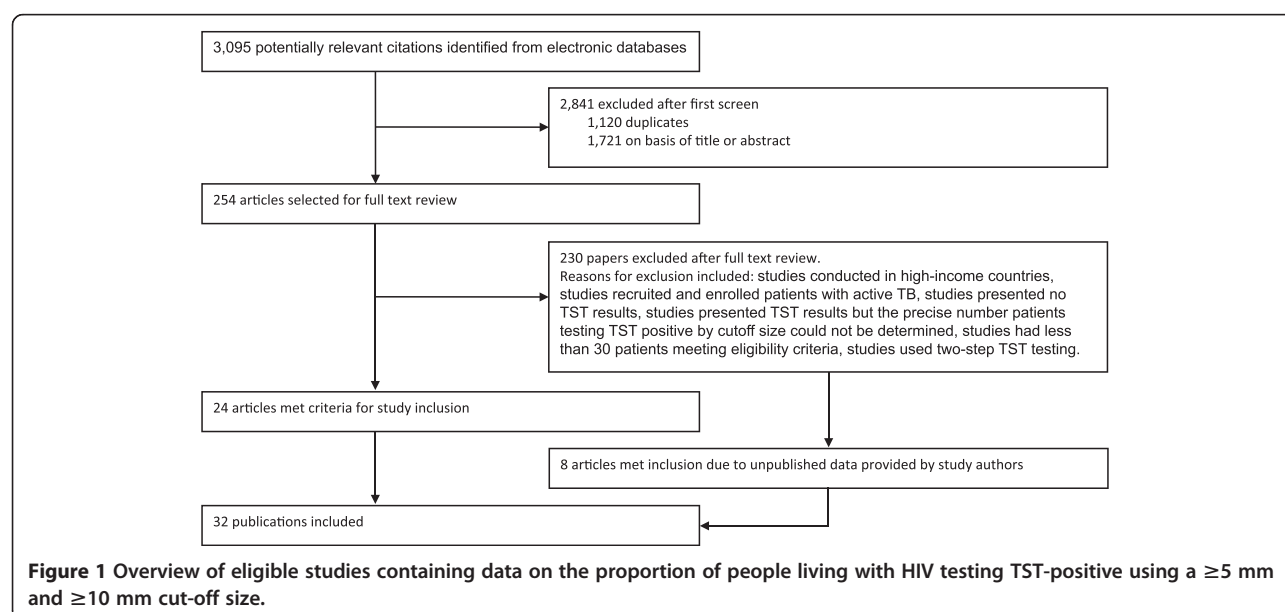 3,095 potentially relevant citations identified from electronic databases
2,841 excluded after first screen
1,120 duplicates
1,721 on basis of title or abstract
254 articles selected for full text review
230 papers excluded after full text review.
Reasons for exclusion included: studies conducted in high-income countries,
studies recruited and enrolled patients with active TB, studies presented no
TST results, studies presented TST results but the precise number patients
testing TST positive by cutoff size could not be determined, studies had less
than 30 patients meeting eligibility criteria, studies used two-step TST testing.
24 articles met criteria for study inclusion
8 articles met inclusion due to unpublished data provided by study authors
32 publications included
Figure 1 Overview of eligible studies containing data on the proportion of people living with HIV testing TST-positive using a ≥5 mm
and ≥10 mm cut-off size.